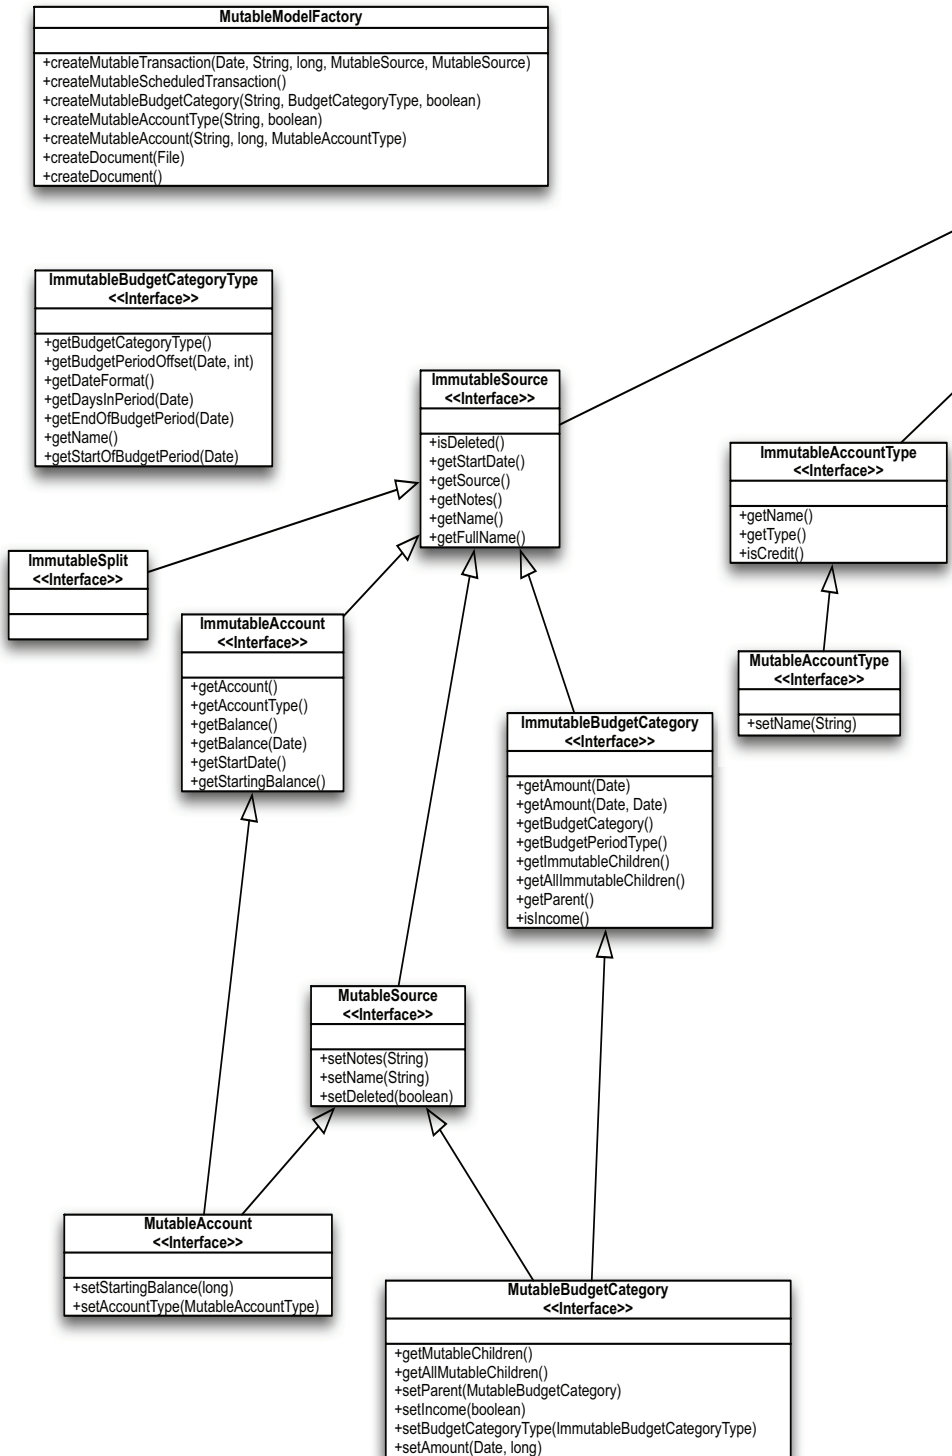 MutableModelFactory
+createMutableTransaction(Date, String, long, MutableSource, MutableSource)
+createMutableScheduledTransaction()
+createMutableBudgetCategory(String, BudgetCategoryType, boolean)
+createMutableAccountType(String, boolean)
+createMutableAccount(String, long, MutableAccountType)
+createDocument(File)
+createDocument()
ImmutableBudgetCategoryType
<<Interface>>
+getBudgetCategoryType()
+getBudgetPeriodOffset(Date, int)
+getDateFormat()
+getDaysInPeriod(Date)
+getEndOfBudgetPeriod(Date)
+getName()
+getStartOfBudgetPeriod(Date)
ImmutableSource
<<Interface>>
+isDeleted()
+getStartDate()
+getSource()
+getNotes()
+getName()
+getFullName()
ImmutableAccountType
<<Interface>>
+getName()
+getType()
+isCredit()
ImmutableSplit
<<Interface>>
ImmutableAccount
<<Interface>>
+getAccount()
+getAccountType()
+getBalance()
+getBalance(Date)
+getStartDate()
+getStartingBalance()
MutableAccountType
<<Interface>>
+setName(String)
ImmutableBudgetCategory
<<Interface>>
+getAmount(Date)
+getAmount(Date, Date)
+getBudgetCategory()
+getBudgetPeriodType()
+getImmutableChildren()
+getAllImmutableChildren()
+getParent()
+isIncome()
MutableSource
<<Interface>>
+setNotes(String)
+setName(String)
+setDeleted(boolean)
MutableAccount
<<Interface>>
+setStartingBalance(long)
+setAccountType(MutableAccountType)
MutableBudgetCategory
<<Interface>>
+getMutableChildren()
+getAllMutableChildren()
+setParent(MutableBudgetCategory)
+setIncome(boolean)
+setBudgetCategoryType(ImmutableBudgetCategoryType)
+setAmount(Date, long)